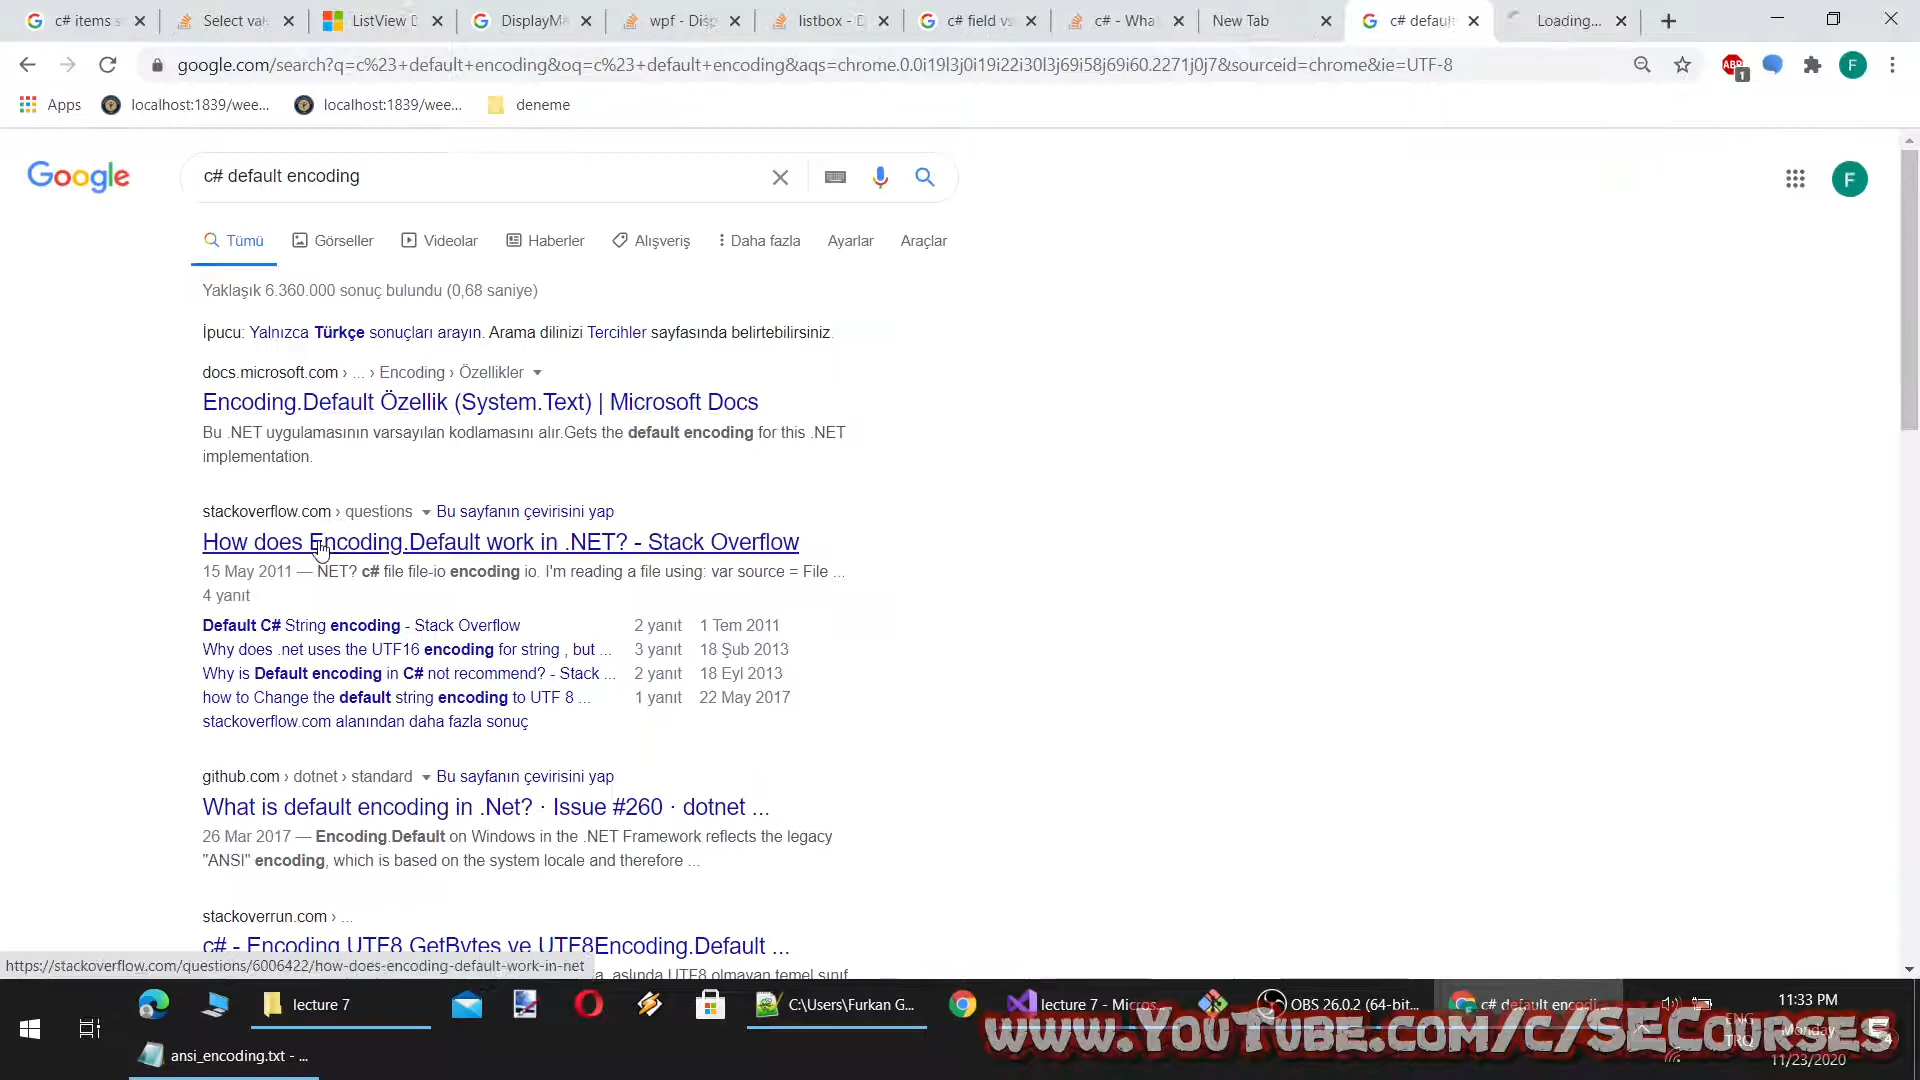 c# items s
Select val
ListView D
DisplayM
wpf - Disp
listbox - D
c# field vs
c# - Wha
New Tab
c# default
Loading...
google.com/search?q=c%23+default+encoding&oq=c%23+default+encoding&aqs=chrome.0.0i19l3j0i19i22i30l3j69i58j69i60.2271j0j7&sourceid=chrome&ie=UTF-8
ABP
1
F
Apps
localhost:1839/wee...
localhost:1839/wee...
deneme
Google
c# default encoding
F
Tümü
Görseller
Videolar
Haberler
Alışveriş
Daha fazla
Ayarlar
Araçlar
Yaklaşık 6.360.000 sonuç bulundu (0,68 saniye)
İpucu: Yalnızca Türkçe sonuçları arayın. Arama dilinizi Tercihler sayfasında belirtebilirsiniz.
docs.microsoft.com › ... › Encoding › Özellikler
Encoding.Default Özellik (System.Text) | Microsoft Docs
Bu .NET uygulamasının varsayılan kodlamasını alır.Gets the default encoding for this .NET
implementation.
stackoverflow.com › questions Bu sayfanın çevirisini yap
How does Encoding.Default work in .NET? - Stack Overflow
15 May 2011 — NET? c# file file-io encoding io. I'm reading a file using: var source = File ...
4 yanıt
Default C# String encoding - Stack Overflow 2 yanıt 1 Tem 2011
Why does .net uses the UTF16 encoding for string , but ... 3 yanıt 18 Şub 2013
Why is Default encoding in C# not recommend? - Stack ... 2 yanıt 18 Eyl 2013
how to Change the default string encoding to UTF 8 ... 1 yanıt 22 May 2017
stackoverflow.com alanından daha fazla sonuç
github.com › dotnet › standard Bu sayfanın çevirisini yap
What is default encoding in .Net? · Issue #260 · dotnet ...
26 Mar 2017 — Encoding.Default on Windows in the .NET Framework reflects the legacy
"ANSI" encoding, which is based on the system locale and therefore ...
stackoverrun.com › ...
c# - Encoding UTF8 GetBytes ve UTF8Encoding.Default ...
https://stackoverflow.com/questions/6006422/how-does-encoding-default-work-in-net
aslında UTF8 olmayan temel sınıf
lecture 7
C:\Users\Furkan G...
lecture 7 - Micros...
OBS 26.0.2 (64-bit...
c# default encodi...
11:33 PM
ENG
Monday
TRQ
11/23/2020
4
ansi_encoding.txt - ...
www.YouTube.com/c/SECourses